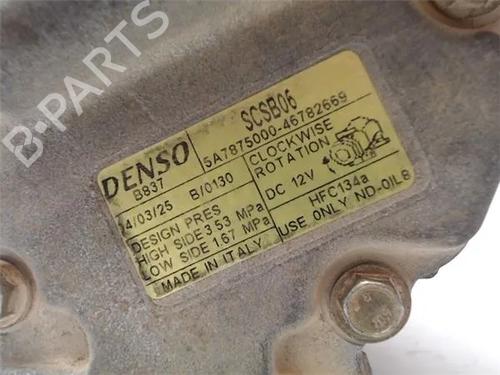 B-PARTS
DENSO
SCSB06
5A7875000-46782669
B837
CLOCKWISE
ROTATION
04/03/25 B/0130
DC 12V
DESIGN PRES
HIGH SIDE 3.53 MPa
LOW SIDE 1.67 MPa
HFC134a
USE ONLY ND-OIL8
MADE IN ITALY